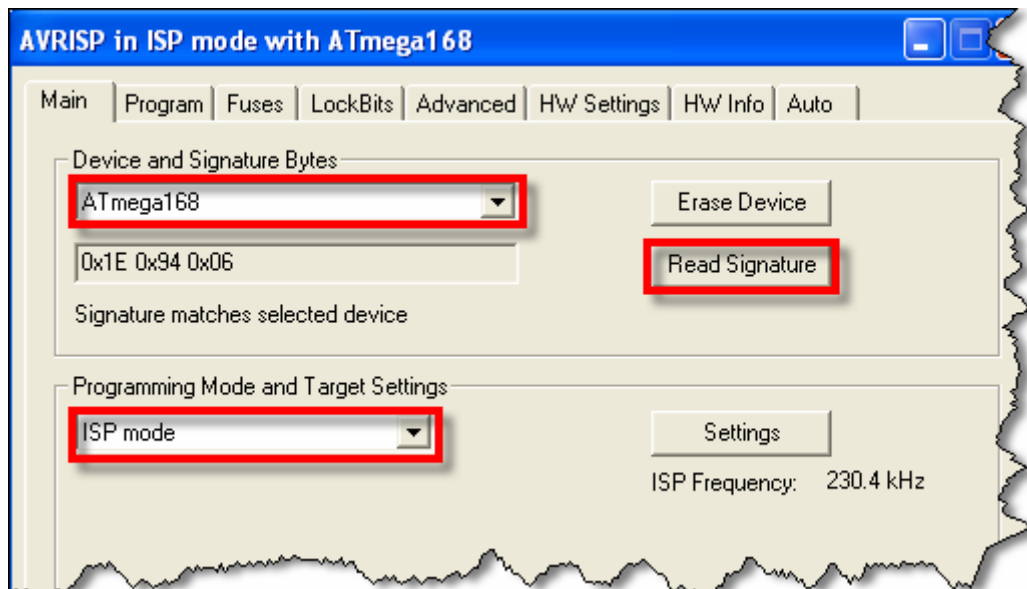 AVRISP in ISP mode with ATmega168
Main Program Fuses LockBits Advanced HW Settings HW Info Auto
Device and Signature Bytes
ATmega168 Erase Device
0x1E 0x94 0x06 Read Signature
Signature matches selected device
Programming Mode and Target Settings
ISP mode Settings
ISP Frequency: 230.4 kHz